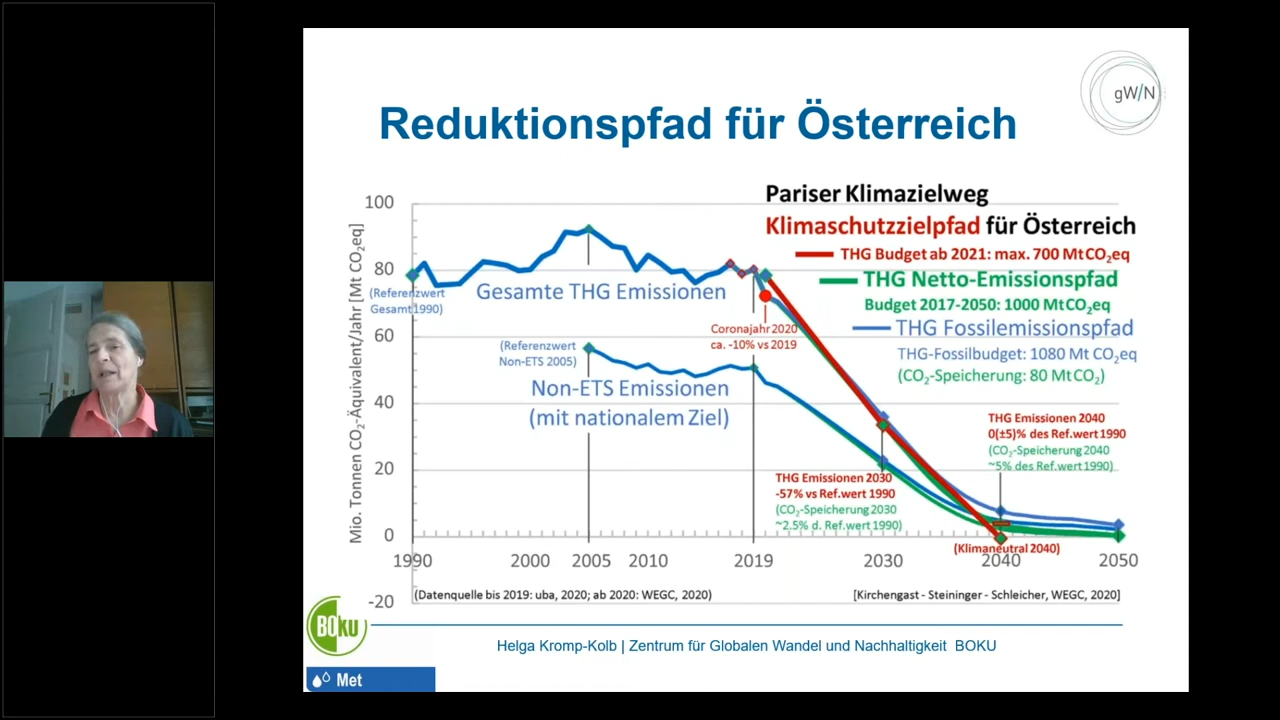 gW/N
Reduktionspfad für Österreich
Pariser Klimazielweg
Klimaschutzzielpfad für Österreich
THG Budget ab 2021: max. 700 MtCO₂eq
THG Netto-Emissionspfad
Budget 2017-2050: 1000 MtCO₂eq
THG Fossilemissionspfad
THG-Fossilbudget: 1080 Mt CO₂eq
(CO₂-Speicherung: 80 MtCO₂)
Mio. Tonnen CO₂-Äquivalent/Jahr [Mt CO₂eq]
100
80
60
40
20
0
-20
(Referenzwert
Gesamt1990)
Gesamte THG Emissionen
Coronajahr 2020
ca. -10% vs 2019
(Referenzwert
Non-ETS 2005)
Non-ETS Emissionen
(mit nationalem Ziel)
THG Emissionen 2040
0(±5)% des Ref.wert 1990
(CO₂-Speicherung 2040
~5% des Ref.wert 1990)
THG Emissionen 2030
-57% vs Ref.wert 1990
(CO₂-Speicherung 2030
~2.5% d. Ref.wert 1990)
(Klimaneutral 2040)
1990 2000 2005 2010 2019 2030 2040 2050
(Datenquelle bis 2019: uba, 2020; ab 2020: WEGC, 2020) [Kirchengast - Steininger - Schleicher, WEGC, 2020]
BOKU
Helga Kromp-Kolb | Zentrum für Globalen Wandel und Nachhaltigkeit BOKU
Met